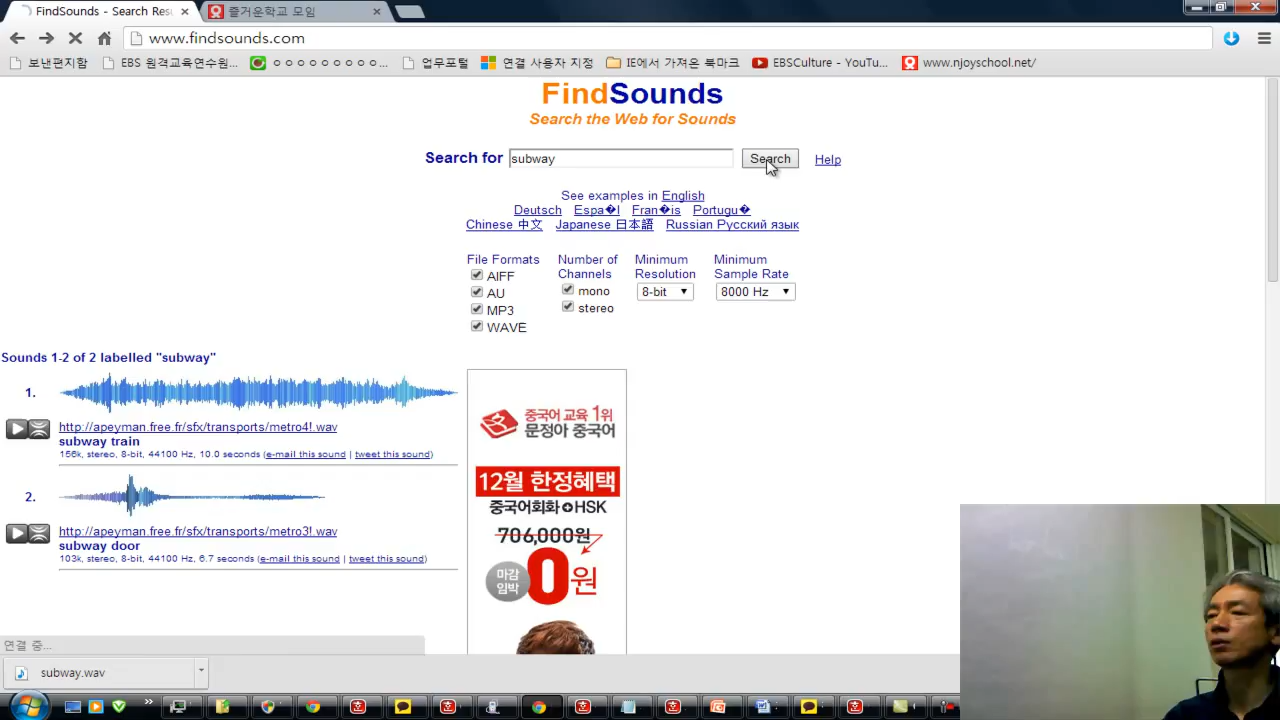 FindSounds - Search Res
즐거운학교 모임
www.findsounds.com
보낸편지함
EBS 원격교육연수원...
ㅇㅇㅇㅇㅇㅇㅇㅇㅇ...
업무포털
연결 사용자 지정
IE에서 가져온 북마크
EBSCulture - YouTu...
www.njoyschool.net/
FindSounds
Search the Web for Sounds
Search for subway Search Help
See examples in English
Deutsch Espa�l Fran�is Portugu�
Chinese 中文 Japanese 日本語 Russian Русский язык
File Formats
AIFF
AU
MP3
WAVE
Number of
Channels
mono
stereo
Minimum
Resolution
8-bit
Minimum
Sample Rate
8000 Hz
Sounds 1-2 of 2 labelled "subway"
1.
http://apeyman.free.fr/sfx/transports/metro4!.wav
subway train
156k, stereo, 8-bit, 44100 Hz, 10.0 seconds (e-mail this sound | tweet this sound)
2.
http://apeyman.free.fr/sfx/transports/metro3!.wav
subway door
103k, stereo, 8-bit, 44100 Hz, 6.7 seconds (e-mail this sound | tweet this sound)
중국어 교육 1위
문정아 중국어
12월 한정혜택
중국어회화+HSK
706,000원
마감
임박
0원
연결 중...
subway.wav